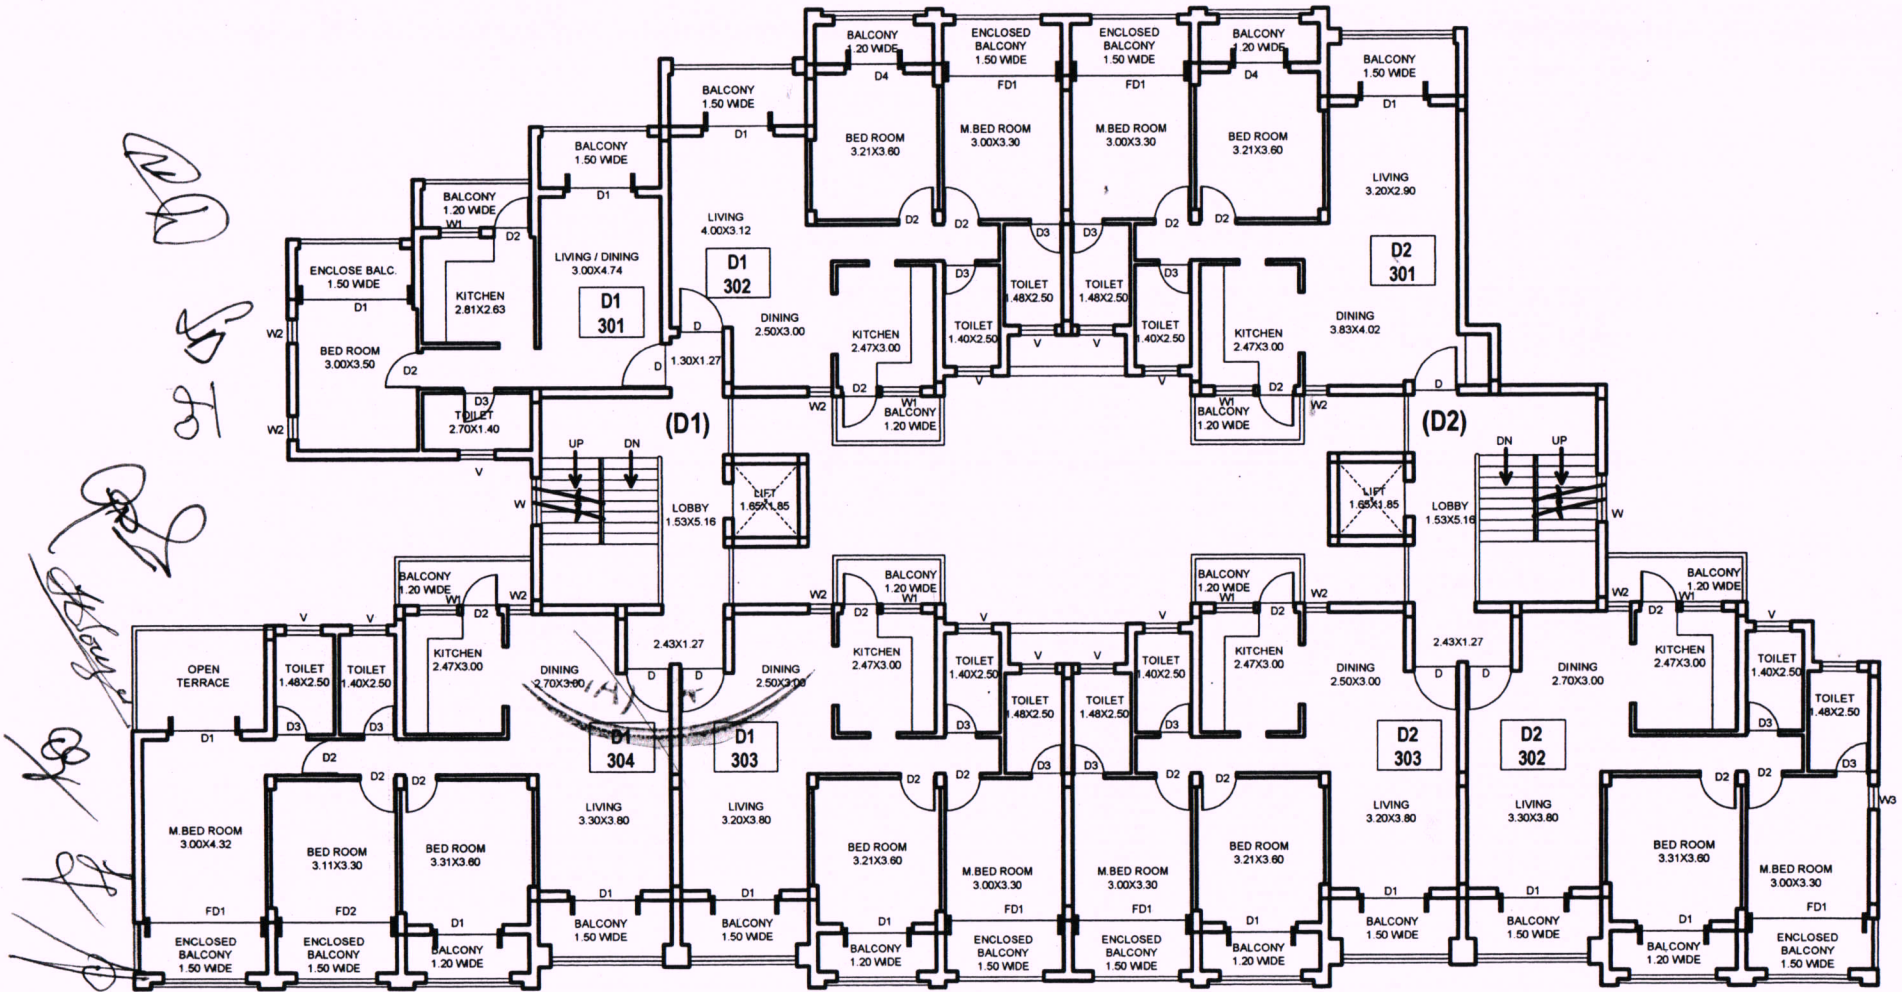 BALCONY
1.20 WIDE
D4
ENCLOSED
BALCONY
1.50 WIDE
FD1
ENCLOSED
BALCONY
1.50 WIDE
FD1
BALCONY
1.20 WIDE
D4
BALCONY
1.50 WIDE
D1
BALCONY
1.50 WIDE
D1
BALCONY
1.50 WIDE
D1
BALCONY
1.20 WIDE
W1
D2
BED ROOM
3.21X3.60
D2
M.BED ROOM
3.00X3.30
D2
M.BED ROOM
3.00X3.30
D2
BED ROOM
3.21X3.60
D2
LIVING
3.20X2.90
LIVING
4.00X3.12
D1
302
D2
301
ENCLOSE BALC.
1.50 WIDE
D1
KITCHEN
2.81X2.63
LIVING / DINING
3.00X4.74
D1
301
D3
D3
D3
D3
TOILET
1.48X2.50
TOILET
1.48X2.50
V
V
DINING
2.50X3.00
KITCHEN
2.47X3.00
TOILET
1.40X2.50
V
TOILET
1.40X2.50
V
KITCHEN
2.47X3.00
DINING
3.83X4.02
W2
BED ROOM
3.00X3.50
D2
W2
D
D
1.30X1.27
D3
TOILET
2.70X1.40
V
D
(D1)
W2
D2
W1
BALCONY
1.20 WIDE
W1
D2
W2
BALCONY
1.20 WIDE
(D2)
UP
DN
W
LOBBY
1.53X5.16
LIFT
1.65X1.85
LIFT
1.65X1.85
LOBBY
1.53X5.16
DN
UP
W
BALCONY
1.20 WIDE
W1
D2
W2
W2
BALCONY
1.20 WIDE
D2
W1
BALCONY
1.20 WIDE
W1
D2
W2
W2
BALCONY
1.20 WIDE
D2
W1
OPEN
TERRACE
D1
V
TOILET
1.48X2.50
D3
V
TOILET
1.40X2.50
D3
KITCHEN
2.47X3.00
DINING
2.70X3.00
2.43X1.27
D
D
DINING
2.50X3.00
KITCHEN
2.47X3.00
V
TOILET
1.40X2.50
D3
V
TOILET
1.48X2.50
D3
V
TOILET
1.48X2.50
D3
V
TOILET
1.40X2.50
D3
KITCHEN
2.47X3.00
DINING
2.50X3.00
2.43X1.27
D
D
DINING
2.70X3.00
KITCHEN
2.47X3.00
V
TOILET
1.40X2.50
D3
TOILET
1.48X2.50
D3
D1
304
D1
303
D2
303
D2
302
D2
D2
D2
D2
D2
D2
D2
D2
D2
W3
M.BED ROOM
3.00X4.32
BED ROOM
3.11X3.30
BED ROOM
3.31X3.60
LIVING
3.30X3.80
LIVING
3.20X3.80
BED ROOM
3.21X3.60
M.BED ROOM
3.00X3.30
M.BED ROOM
3.00X3.30
BED ROOM
3.21X3.60
LIVING
3.20X3.80
LIVING
3.30X3.80
BED ROOM
3.31X3.60
M.BED ROOM
3.00X3.30
FD1
FD2
D1
D1
D1
D1
FD1
FD1
D1
D1
D1
D1
FD1
ENCLOSED
BALCONY
1.50 WIDE
ENCLOSED
BALCONY
1.50 WIDE
BALCONY
1.20 WIDE
BALCONY
1.50 WIDE
BALCONY
1.50 WIDE
BALCONY
1.20 WIDE
ENCLOSED
BALCONY
1.50 WIDE
ENCLOSED
BALCONY
1.50 WIDE
BALCONY
1.20 WIDE
BALCONY
1.50 WIDE
BALCONY
1.50 WIDE
BALCONY
1.20 WIDE
ENCLOSED
BALCONY
1.50 WIDE